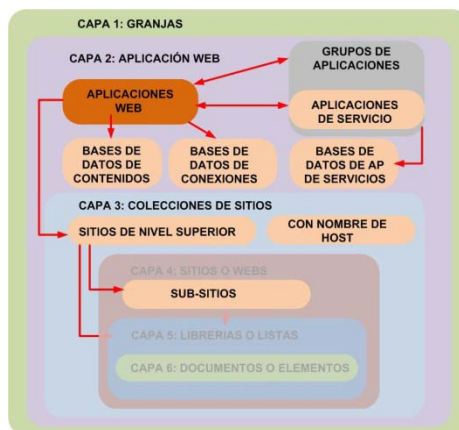 CAPA 1: GRANJAS
CAPA 2: APLICACIÓN WEB
GRUPOS DE
APLICACIONES
APLICACIONES
WEB
APLICACIONES
DE SERVICIO
BASES DE
DATOS DE
CONTENIDOS
BASES DE
DATOS DE
CONEXIONES
BASES DE
DATOS DE AP
DE SERVICIOS
CAPA 3: COLECCIONES DE SITIOS
SITIOS DE NIVEL SUPERIOR
CON NOMBRE DE
HOST
CAPA 4: SITIOS O WEBS
SUB-SITIOS
CAPA 5: LIBRERIAS O LISTAS
CAPA 6: DOCUMENTOS O ELEMENTOS